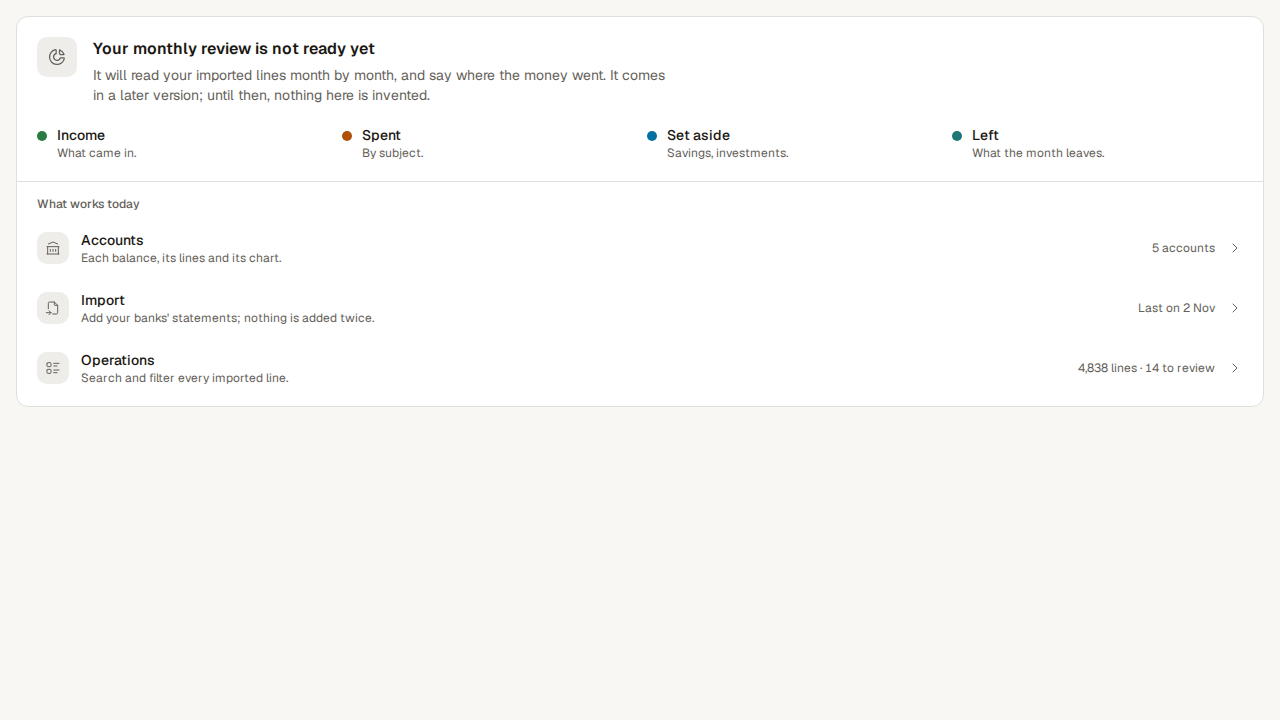 Your monthly review is not ready yet
It will read your imported lines month by month, and say where the money went. It comes
in a later version; until then, nothing here is invented.
Income
What came in.
Spent
By subject.
Set aside
Savings, investments.
Left
What the month leaves.
What works today
Accounts
Each balance, its lines and its chart.
5 accounts
Import
Add your banks' statements; nothing is added twice.
Last on 2 Nov
Operations
Search and filter every imported line.
4,838 lines · 14 to review